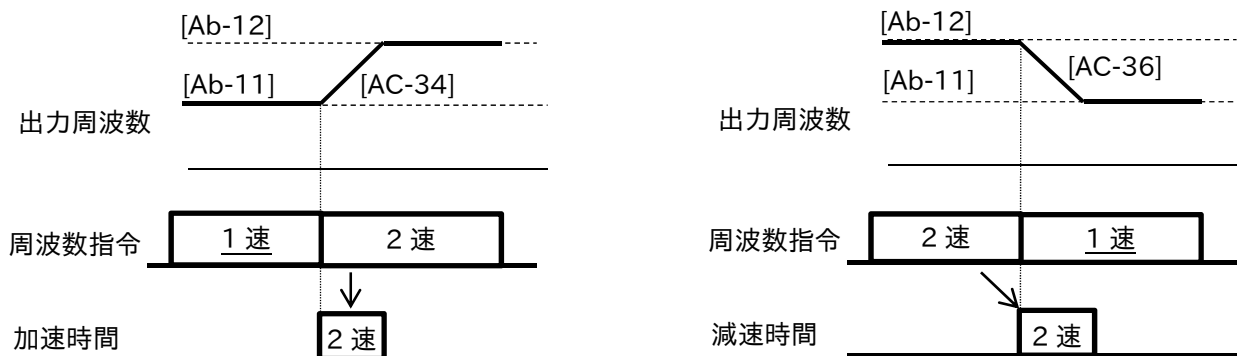 [Ab-12]
[Ab-11]
[AC-34]
出力周波数
周波数指令
1 速
2 速
加速時間
2 速
[Ab-12]
[Ab-11]
[AC-36]
出力周波数
周波数指令
2 速
1 速
減速時間
2 速